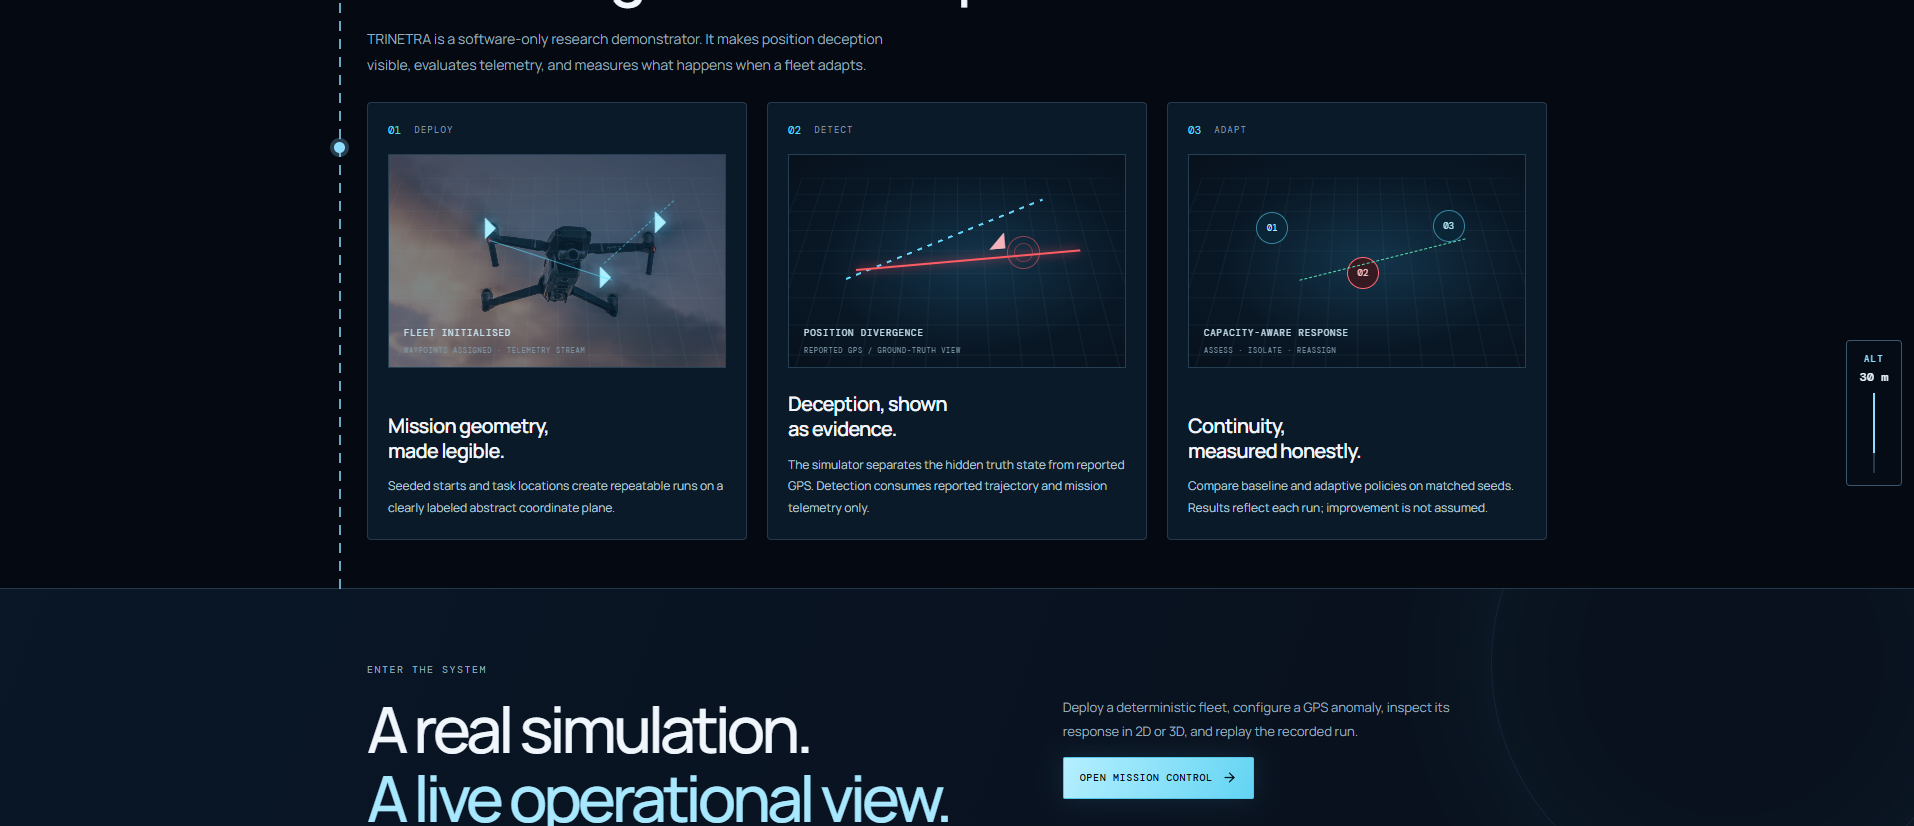 TRINETRA is a software-only research demonstrator. It makes position deception
visible, evaluates telemetry, and measures what happens when a fleet adapts.
01 DEPLOY
FLEET INITIALISED
WAYPOINTS ASSIGNED · TELEMETRY STREAM
Mission geometry,
made legible.
Seeded starts and task locations create repeatable runs on a
clearly labeled abstract coordinate plane.
02 DETECT
POSITION DIVERGENCE
REPORTED GPS / GROUND-TRUTH VIEW
Deception, shown
as evidence.
The simulator separates the hidden truth state from reported
GPS. Detection consumes reported trajectory and mission
telemetry only.
03 ADAPT
01
03
02
CAPACITY-AWARE RESPONSE
ASSESS · ISOLATE · REASSIGN
Continuity,
measured honestly.
Compare baseline and adaptive policies on matched seeds.
Results reflect each run; improvement is not assumed.
ALT
30 m
ENTER THE SYSTEM
A real simulation.
A live operational view.
Deploy a deterministic fleet, configure a GPS anomaly, inspect its
response in 2D or 3D, and replay the recorded run.
OPEN MISSION CONTROL →